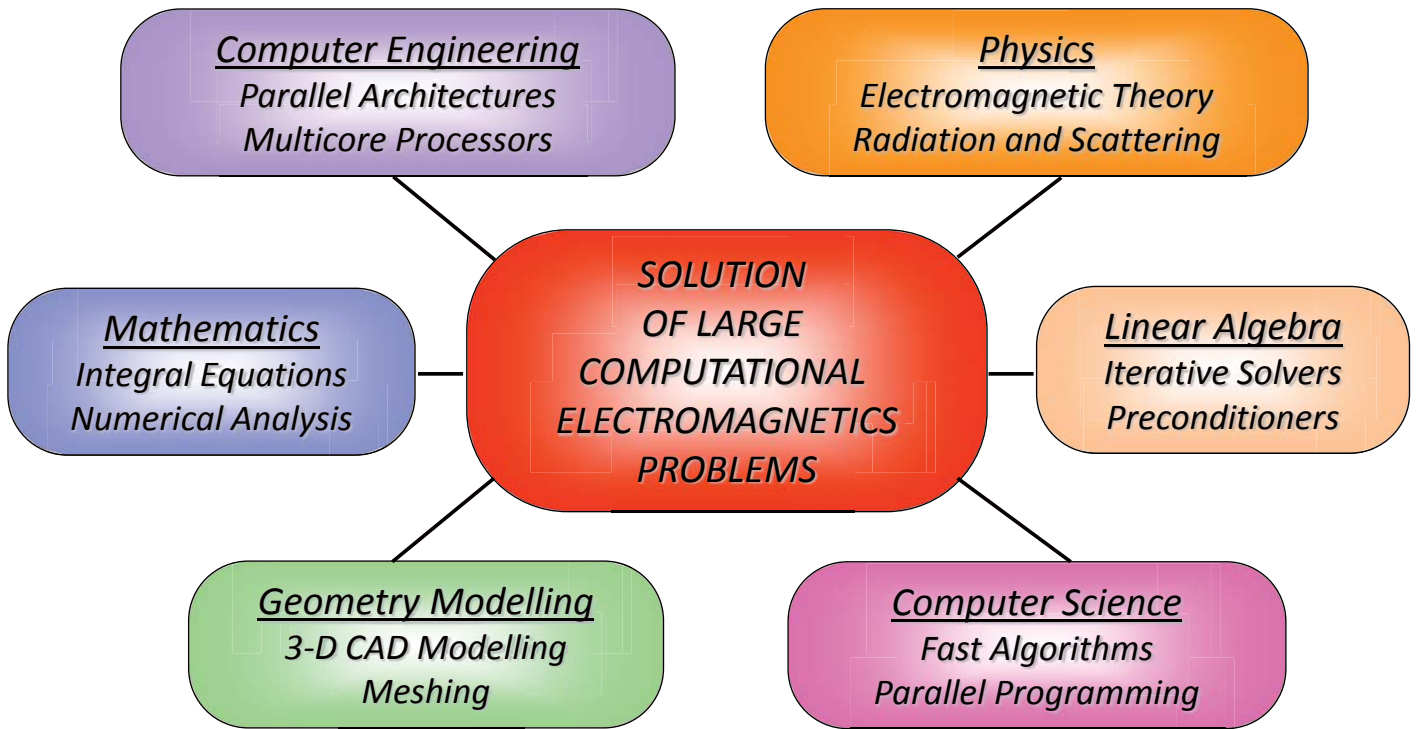 Computer Engineering
Parallel Architectures
Multicore Processors
Physics
Electromagnetic Theory
Radiation and Scattering
Mathematics
Integral Equations
Numerical Analysis
SOLUTION
OF LARGE
COMPUTATIONAL
ELECTROMAGNETICS
PROBLEMS
Linear Algebra
Iterative Solvers
Preconditioners
Geometry Modelling
3-D CAD Modelling
Meshing
Computer Science
Fast Algorithms
Parallel Programming